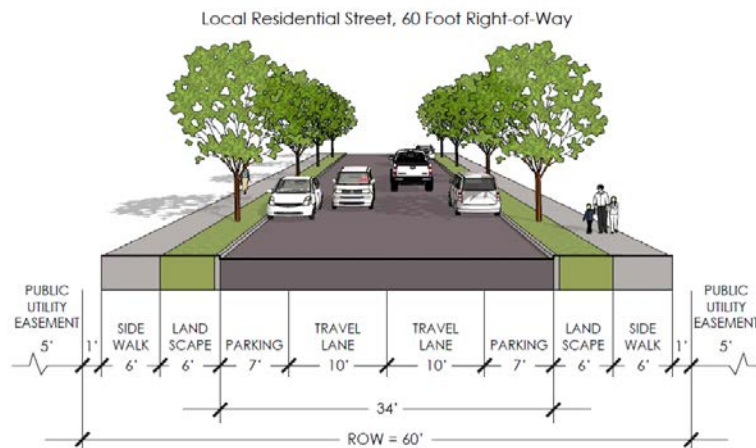 Local Residential Street, 60 Foot Right-of-Way
PUBLIC
UTILITY
EASEMENT
5'
1'
SIDE
WALK
6'
LAND
SCAPE
6'
PARKING
7'
TRAVEL
LANE
10'
TRAVEL
LANE
10'
PARKING
7'
LAND
SCAPE
6'
SIDE
WALK
6'
1'
PUBLIC
UTILITY
EASEMENT
5'
34'
ROW = 60'